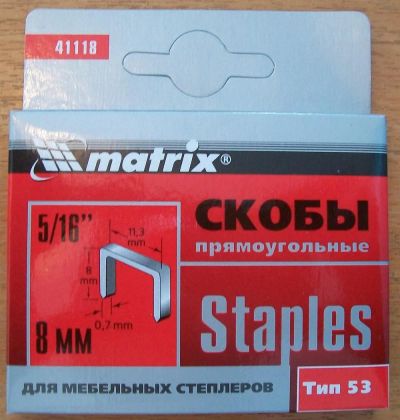 41118
matrix®
5/16”
СКОБЫ
прямоугольные
11,3
mm
8
mm
0,7 mm
8 мм
Staples
ДЛЯ МЕБЕЛЬНЫХ СТЕПЛЕРОВ
Тип 53